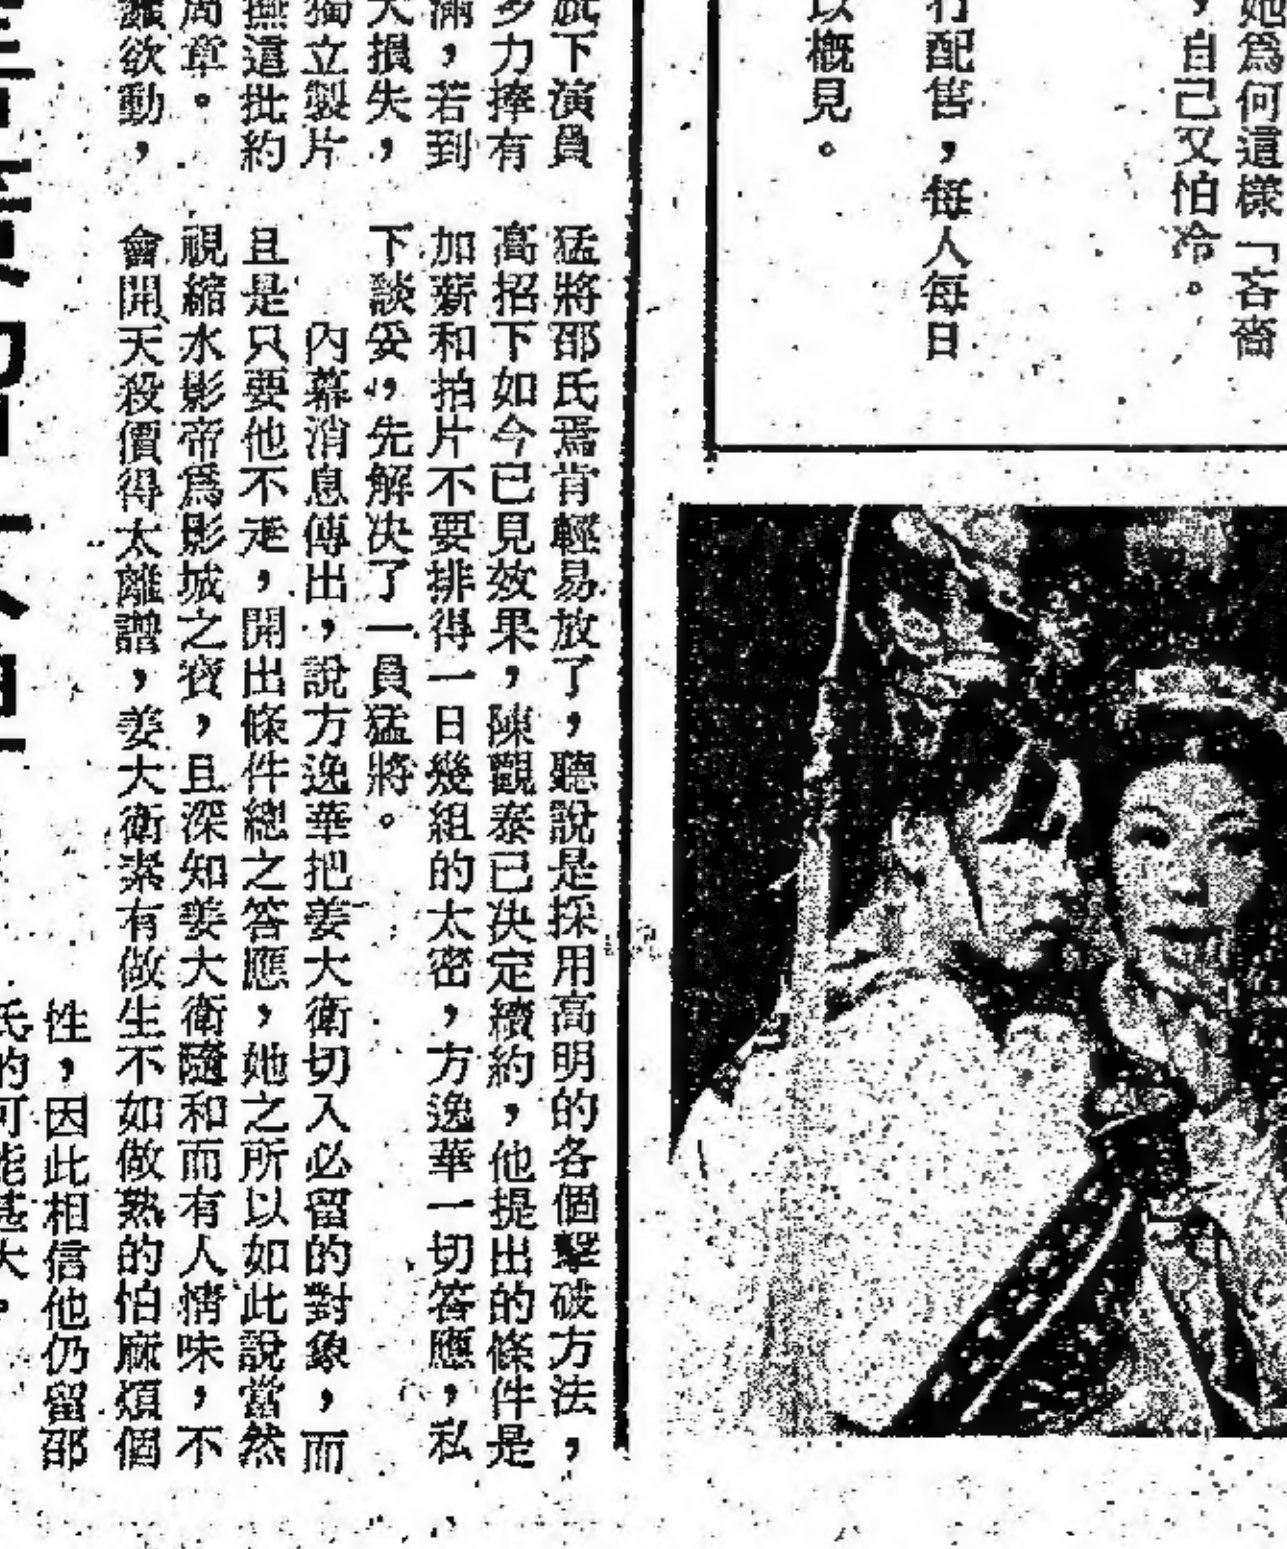 她爲何這樣「吝嗇
，自己又怕冷。
行配售，每人每日
以概見。
旗下演員
多力捧有
滿，若到
大損失，
獨立製片
撫這批約
周章。
蠢欲動，
猛將邵氏焉肯輕易放了，聽說是採用高明的各個擊破方法，
高招下如今已見效果，陳觀泰已决定續約，他提出的條件是
加薪和拍片不要排得一日幾組的太密，方逸華一切答應，私
下談妥，先解决了一員猛將。
內幕消息傳出，說方逸華把姜大衛切入必留的對象，而
且是只要他不走，開出條件總之答應，她之所以如此說當然
視縮水影帝爲影城之寶，且深知姜大衛隨和而有人情味，不
會開天殺價得太離譜，姜大衛素有做生不如做熟的怕麻煩個
性，因此相信他仍留邵
氏的可能甚大。